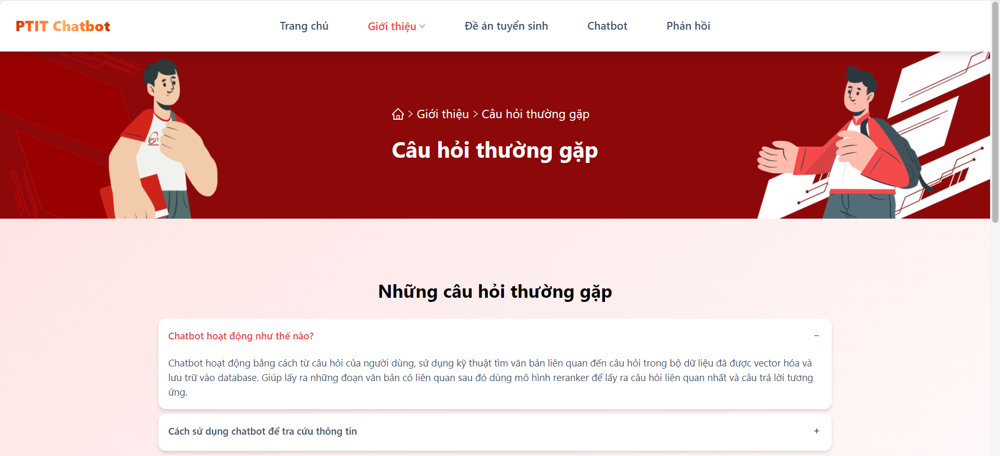 PTIT Chatbot
Trang chủ
Giới thiệu
Đề án tuyển sinh
Chatbot
Phản hồi
Giới thiệu > Câu hỏi thường gặp
Câu hỏi thường gặp
PTIT
Những câu hỏi thường gặp
Chatbot hoạt động như thế nào?
Chatbot hoạt động bằng cách từ câu hỏi của người dùng, sử dụng kỹ thuật tìm văn bản liên quan đến câu hỏi trong bộ dữ liệu đã được vector hóa và
lưu trữ vào database. Giúp lấy ra những đoạn văn bản có liên quan sau đó dùng mô hình reranker để lấy ra câu hỏi liên quan nhất và câu trả lời tương
ứng.
Cách sử dụng chatbot để tra cứu thông tin